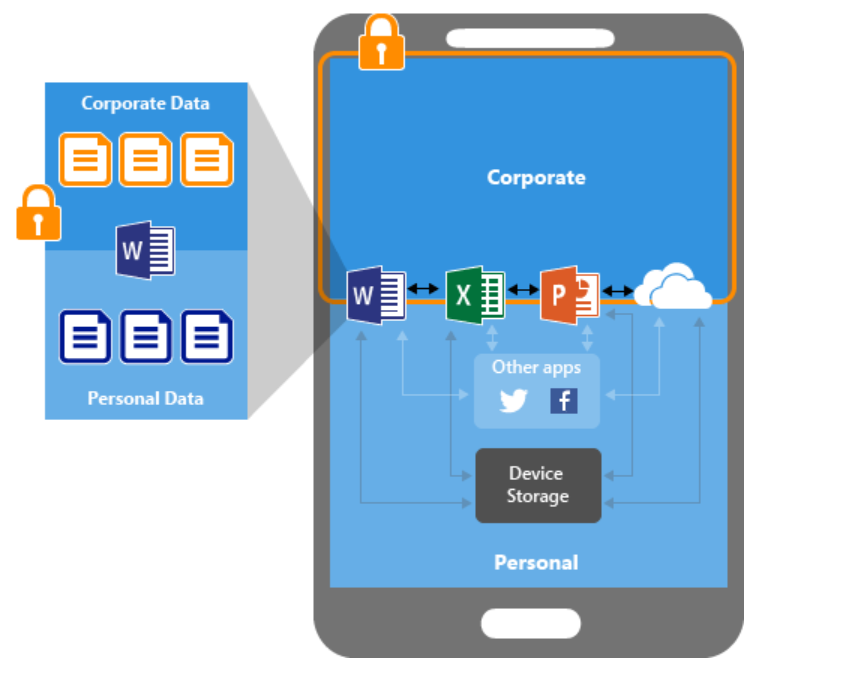 Corporate Data
W
Personal Data
Corporate
W
X
P
Other apps
f
Device
Storage
Personal